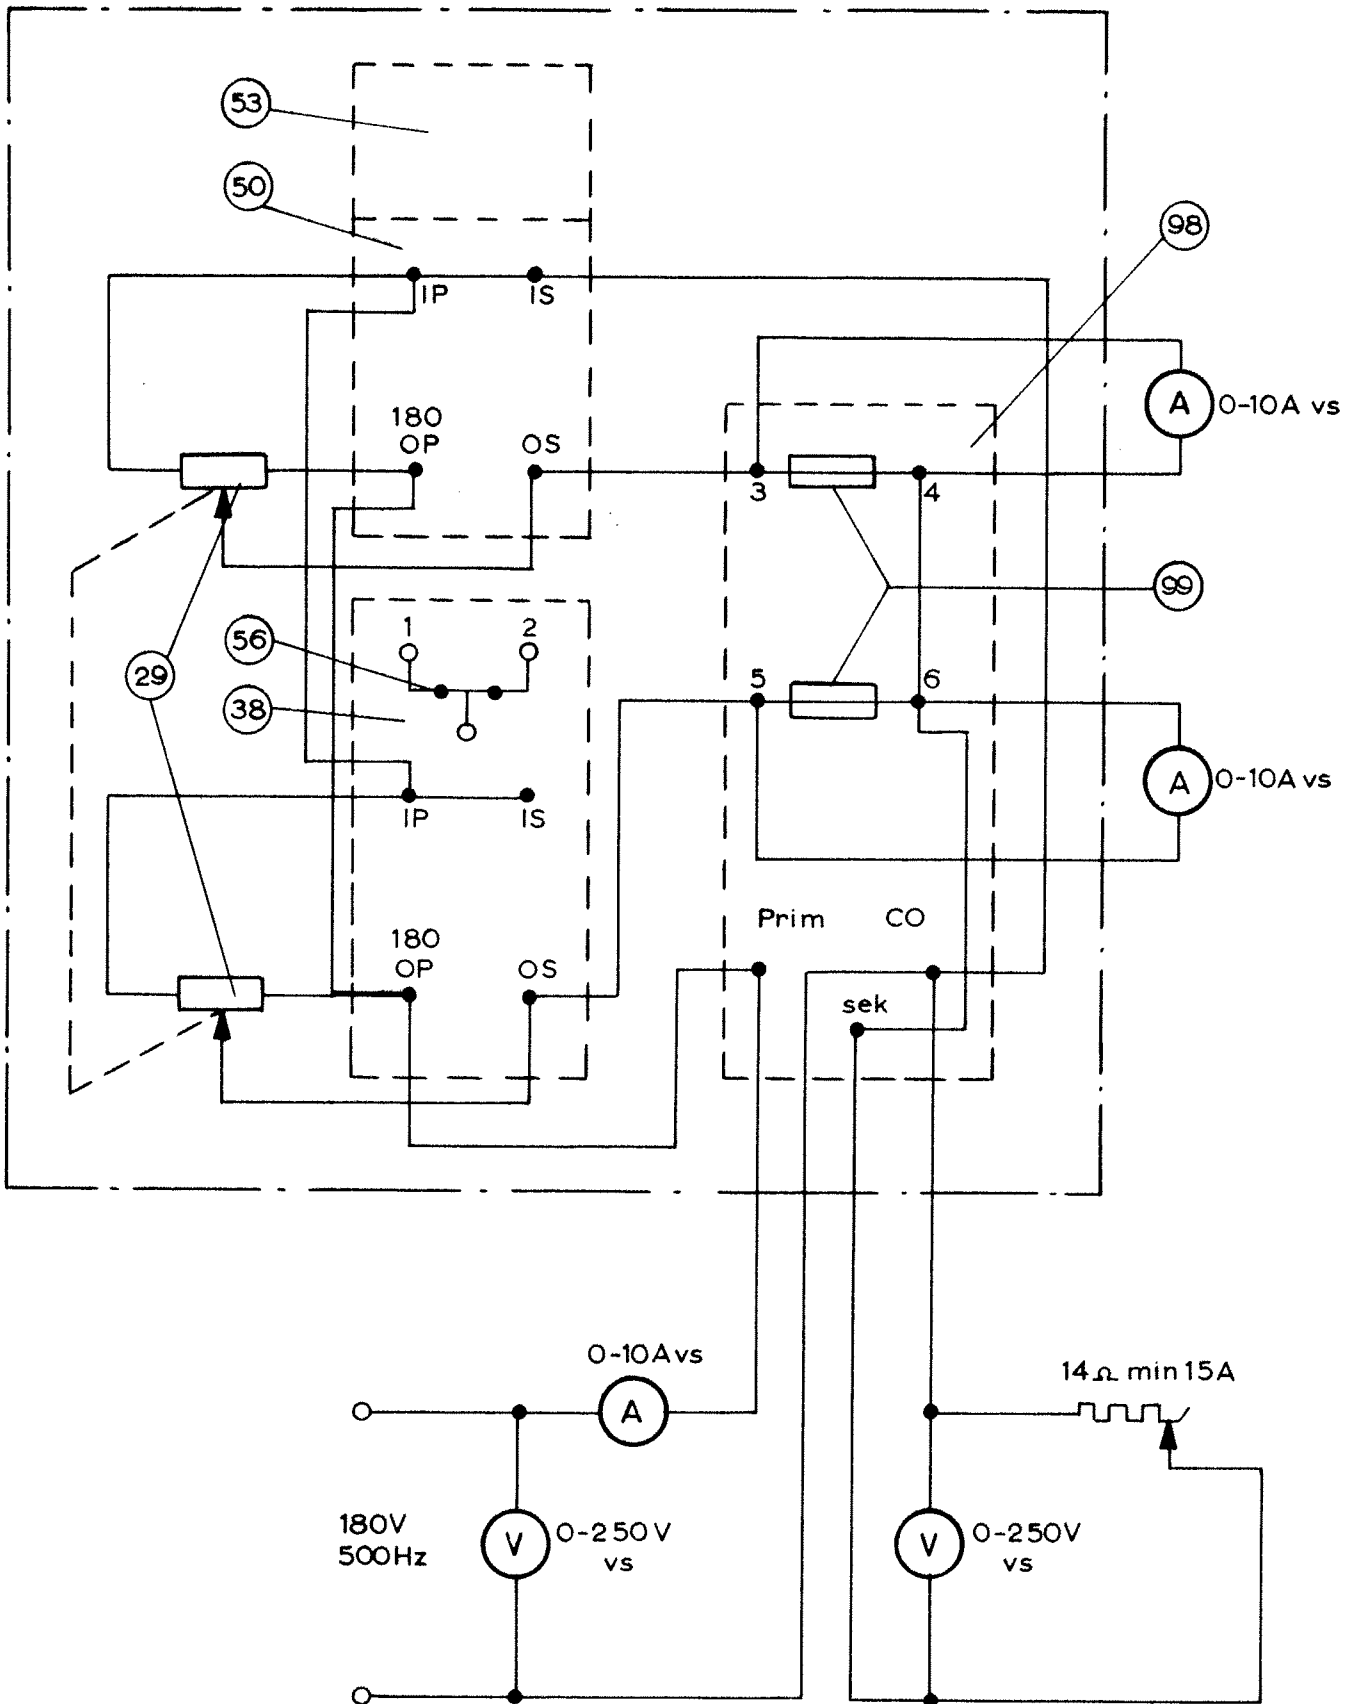 53
50
98
IP
IS
180
OP
OS
A
0-10A vs
3
4
99
56
1
2
29
38
5
6
A
0-10A vs
IP
IS
Prim
CO
180
OP
OS
sek
0-10A vs
A
14Ω min 15A
180V
500Hz
V
0-250V
vs
V
0-250V
vs